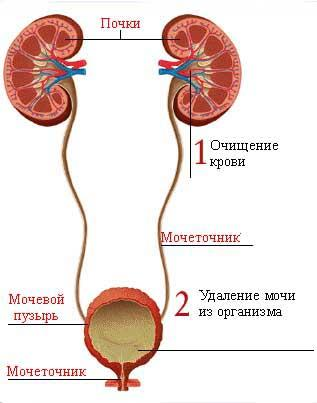 Почки
1 Очищение
крови
Мочеточник
Мочевой
пузырь
2 Удаление мочи
из организма
Мочеточник